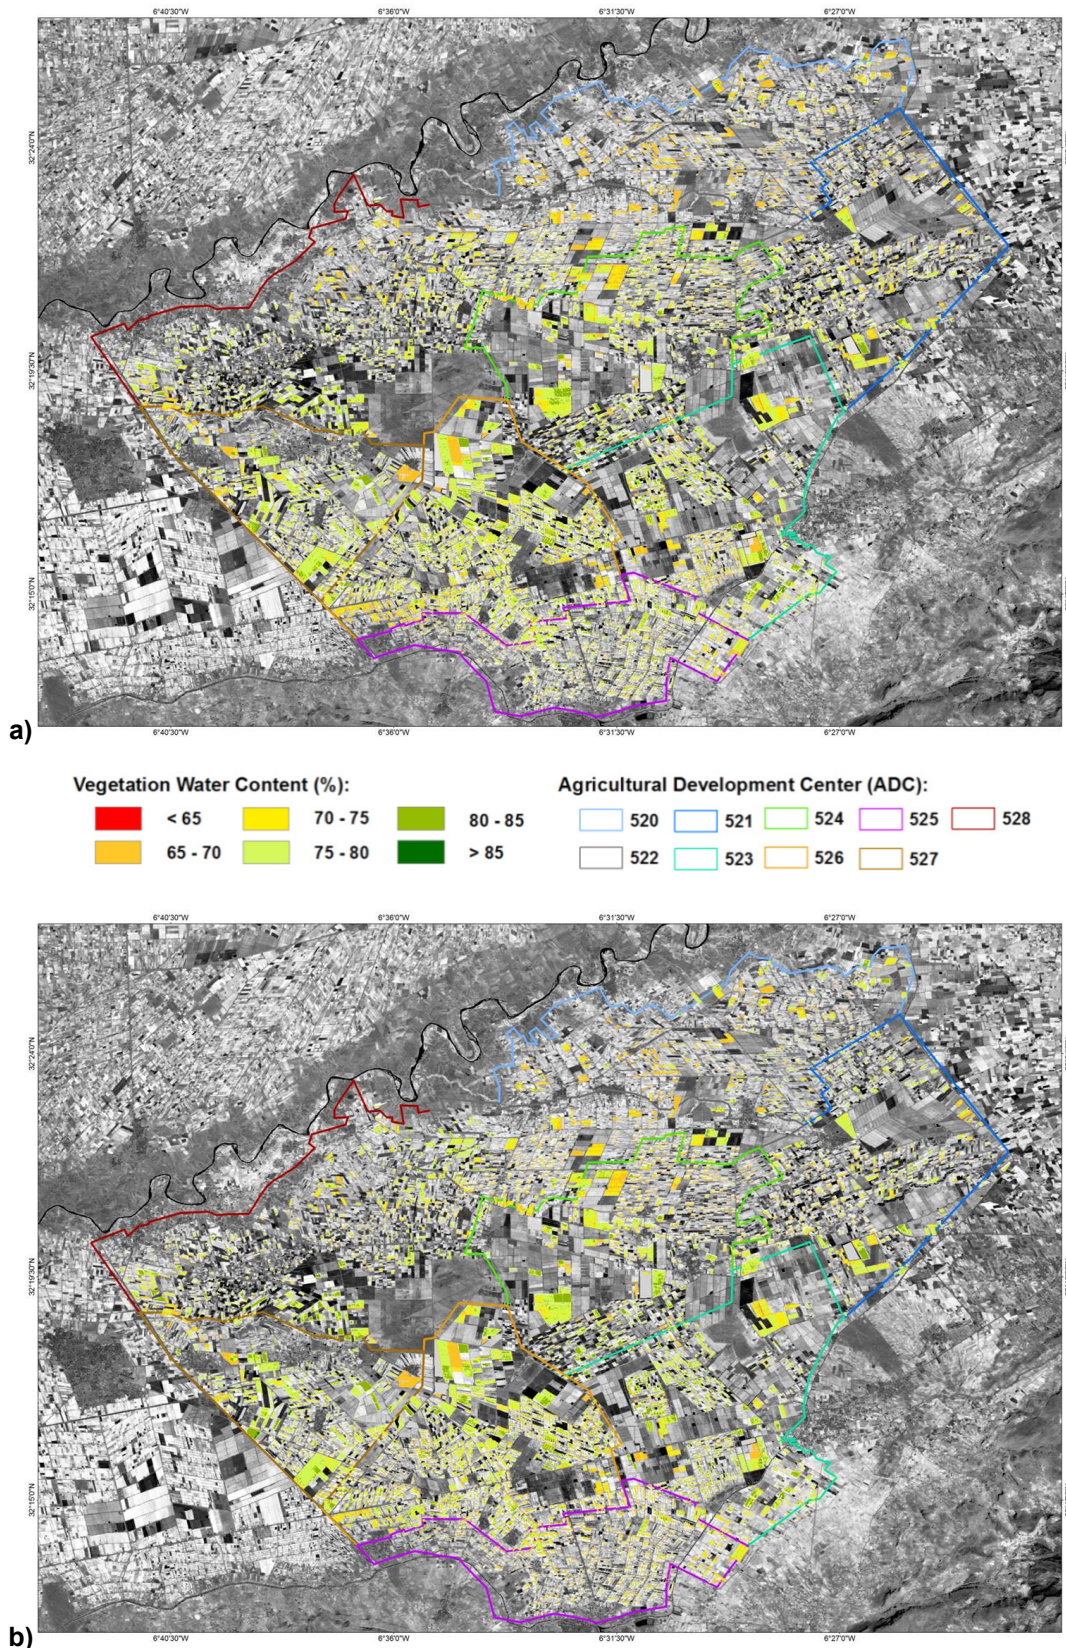 6°40'30"W 6°36'0"W 6°31'30"W 6°27'0"W
32°24'0"N
32°19'30"N
32°15'0"N
a)
6°40'30"W 6°36'0"W 6°31'30"W 6°27'0"W
Vegetation Water Content (%): Agricultural Development Center (ADC):
< 65 70 - 75 80 - 85 520 521 524 525 528
65 - 70 75 - 80 > 85 522 523 526 527
6°40'30"W 6°36'0"W 6°31'30"W 6°27'0"W
32°24'0"N
32°19'30"N
32°15'0"N
b)
6°40'30"W 6°36'0"W 6°31'30"W 6°27'0"W